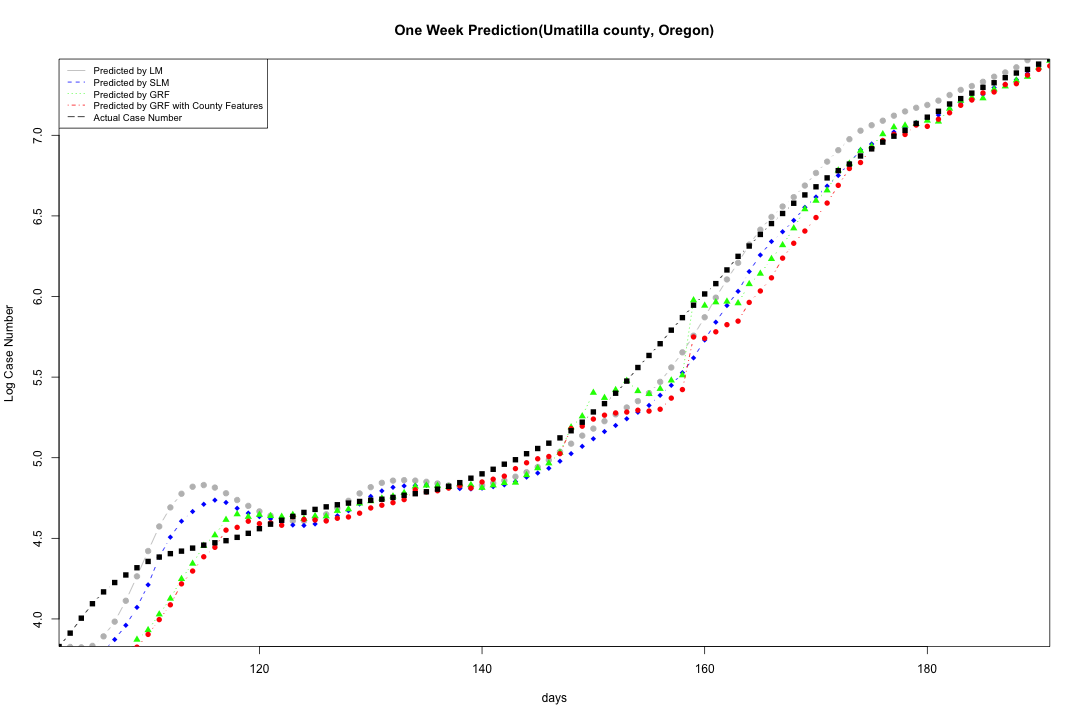 One Week Prediction(Umatilla county, Oregon)
Predicted by LM
Predicted by SLM
Predicted by GRF
Predicted by GRF with County Features
Actual Case Number
7.0
6.5
6.0
5.5
5.0
4.5
4.0
Log Case Number
120
140
160
180
days